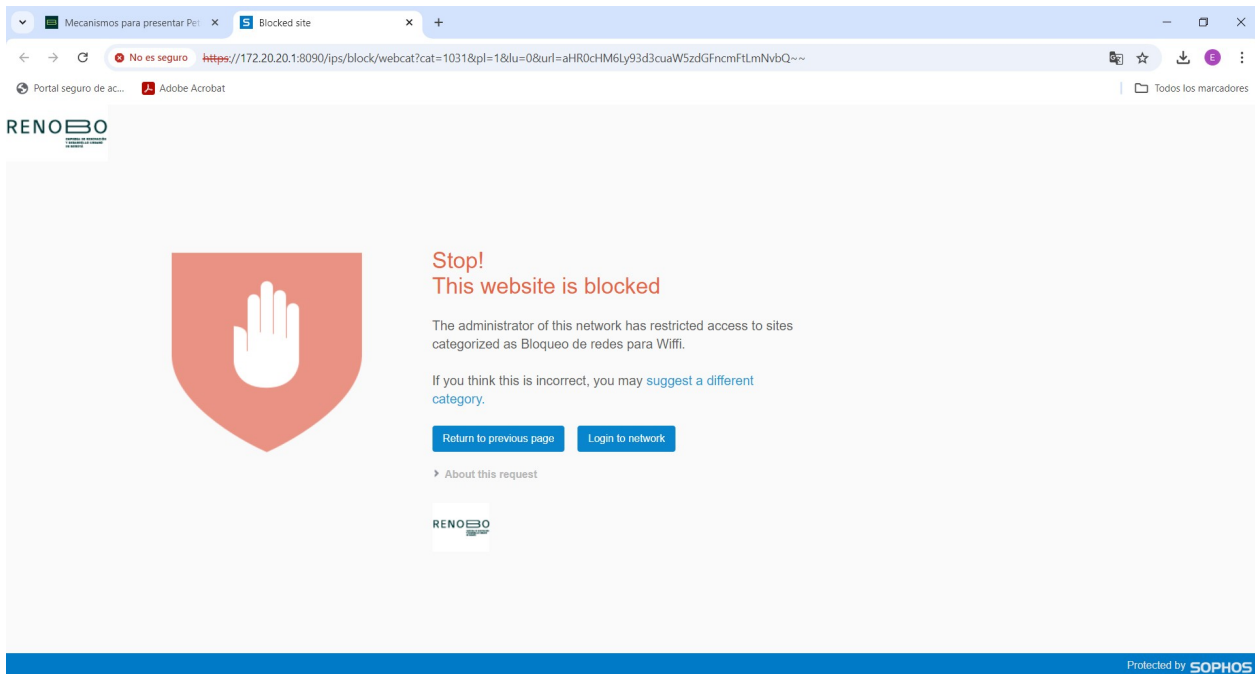 Mecanismos para presentar Pet
Blocked site
No es seguro
https://172.20.20.1:8090/ips/block/webcat?cat=1031&pl=1&lu=0&url=aHR0cHM6Ly93d3cuaW5zdGFncmFtLmNvbQ~~
E
Portal seguro de ac...
Adobe Acrobat
Todos los marcadores
RENOBO
Stop!
This website is blocked
The administrator of this network has restricted access to sites
categorized as Bloqueo de redes para Wiffi.
If you think this is incorrect, you may suggest a different
category.
Return to previous page
Login to network
About this request
RENOBO
Protected by SOPHOS